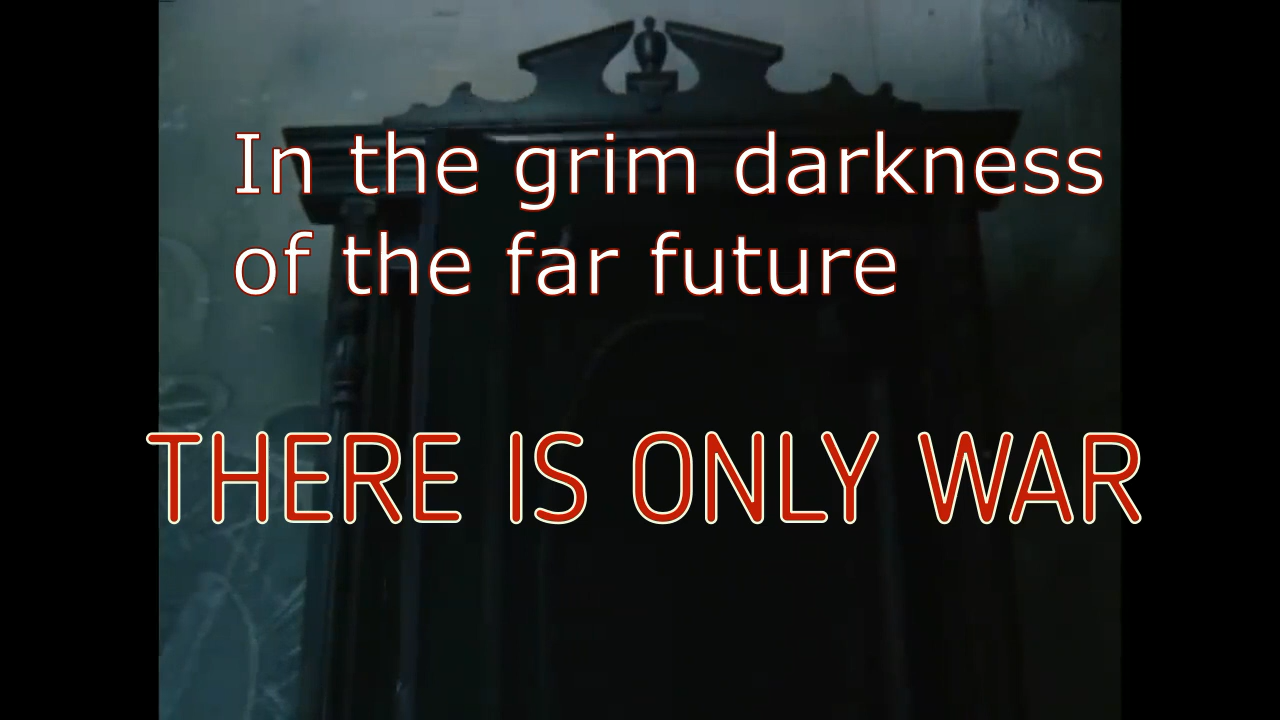 In the grim darkness
of the far future
THERE IS ONLY WAR